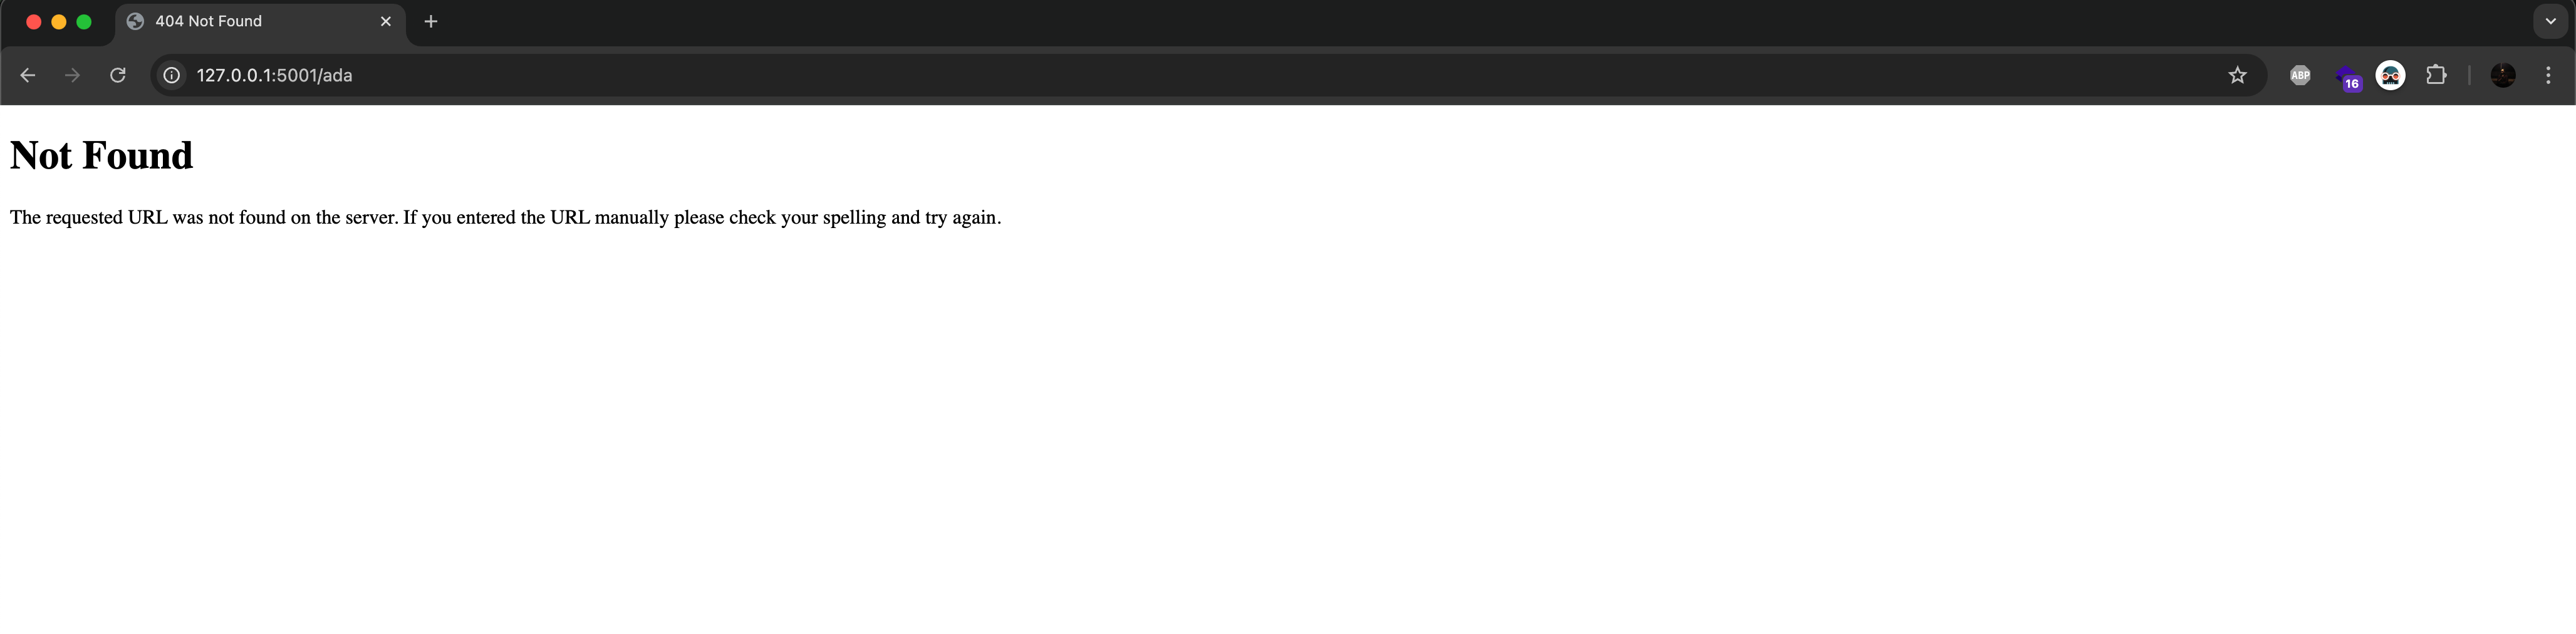 404 Not Found
127.0.0.1:5001/ada
ABP
16
Not Found
The requested URL was not found on the server. If you entered the URL manually please check your spelling and try again.